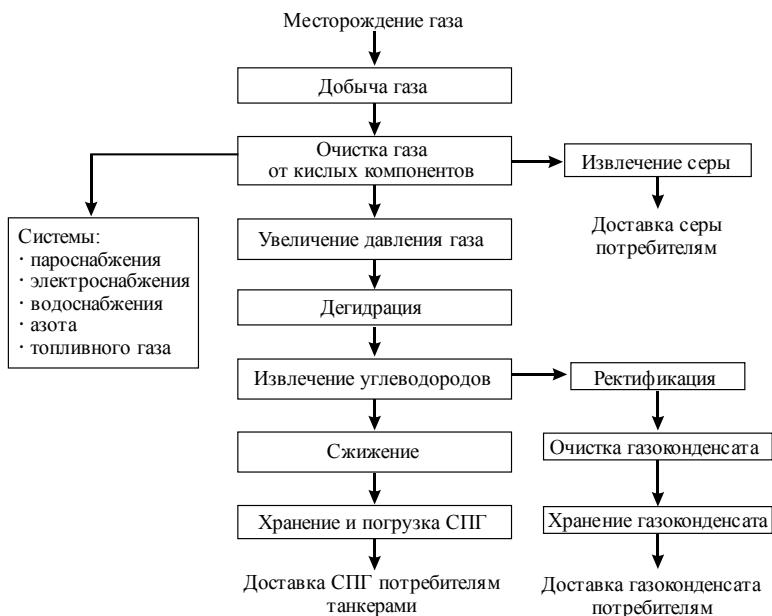 Месторождение газа
Добыча газа
Очистка газа
от кислых компонентов
Извлечение серы
Доставка серы
потребителям
Системы:
· пароснабжения
· электроснабжения
· водоснабжения
· азота
· топливного газа
Увеличение давления газа
Дегидрация
Извлечение углеводородов
Ректификация
Сжижение
Очистка газоконденсата
Хранение и погрузка СПГ
Хранение газоконденсата
Доставка СПГ потребителям
танкерами
Доставка газоконденсата
потребителям